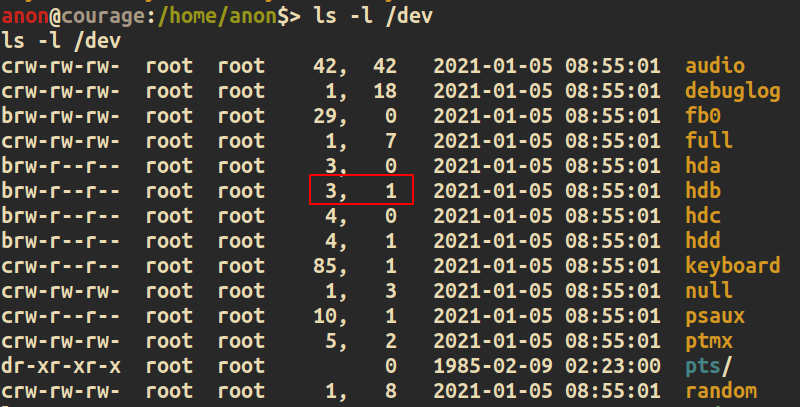 anon@courage:/home/anon$> ls -l /dev
ls -l /dev
crw-rw-rw- root root 42, 42 2021-01-05 08:55:01 audio
crw-rw-rw- root root 1, 18 2021-01-05 08:55:01 debuglog
brw-rw-rw- root root 29, 0 2021-01-05 08:55:01 fb0
crw-rw-rw- root root 1, 7 2021-01-05 08:55:01 full
brw-r--r-- root root 3, 0 2021-01-05 08:55:01 hda
brw-r--r-- root root 3, 1 2021-01-05 08:55:01 hdb
brw-r--r-- root root 4, 0 2021-01-05 08:55:01 hdc
brw-r--r-- root root 4, 1 2021-01-05 08:55:01 hdd
crw-r--r-- root root 85, 1 2021-01-05 08:55:01 keyboard
crw-rw-rw- root root 1, 3 2021-01-05 08:55:01 null
crw-r--r-- root root 10, 1 2021-01-05 08:55:01 psaux
crw-rw-rw- root root 5, 2 2021-01-05 08:55:01 ptmx
dr-xr-xr-x root root 0 1985-02-09 02:23:00 pts/
crw-rw-rw- root root 1, 8 2021-01-05 08:55:01 random